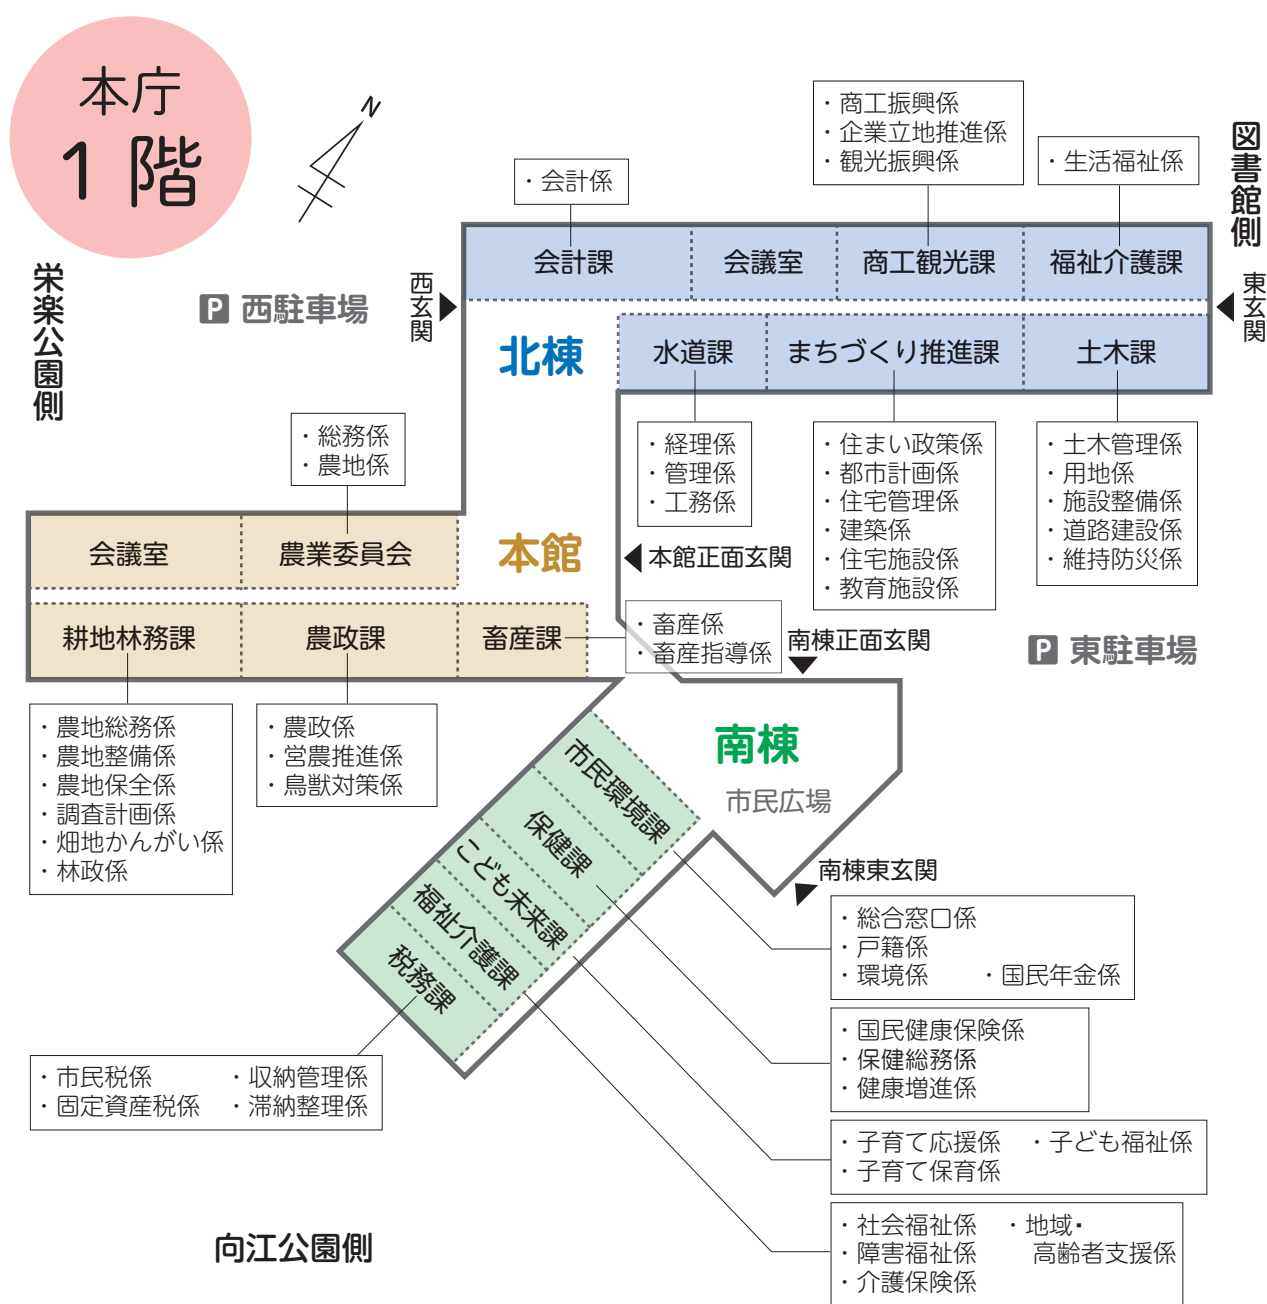 本庁
1階
N
・商工振興係
・企業立地推進係
・観光振興係
・生活福祉係
・会計係
図書館側
会計課
会議室
商工観光課
福祉介護課
栄楽公園側
P 西駐車場
西玄関
東玄関
北棟
水道課
まちづくり推進課
土木課
・総務係
・農地係
・経理係
・管理係
・工務係
・住まい政策係
・都市計画係
・住宅管理係
・建築係
・住宅施設係
・教育施設係
・土木管理係
・用地係
・施設整備係
・道路建設係
・維持防災係
会議室
農業委員会
本館
本館正面玄関
耕地林務課
農政課
畜産課
・畜産係
・畜産指導係
南棟正面玄関
P 東駐車場
・農地総務係
・農地整備係
・農地保全係
・調査計画係
・畑地かんがい係
・林政係
・農政係
・営農推進係
・鳥獣対策係
南棟
市民広場
市民環境課
保健課
こども未来課
福祉介護課
税務課
南棟東玄関
・総合窓口係
・戸籍係
・環境係 ・国民年金係
・国民健康保険係
・保健総務係
・健康増進係
・市民税係 ・収納管理係
・固定資産税係 ・滞納整理係
・子育て応援係 ・子ども福祉係
・子育て保育係
・社会福祉係 ・地域・
・障害福祉係 高齢者支援係
・介護保険係
向江公園側